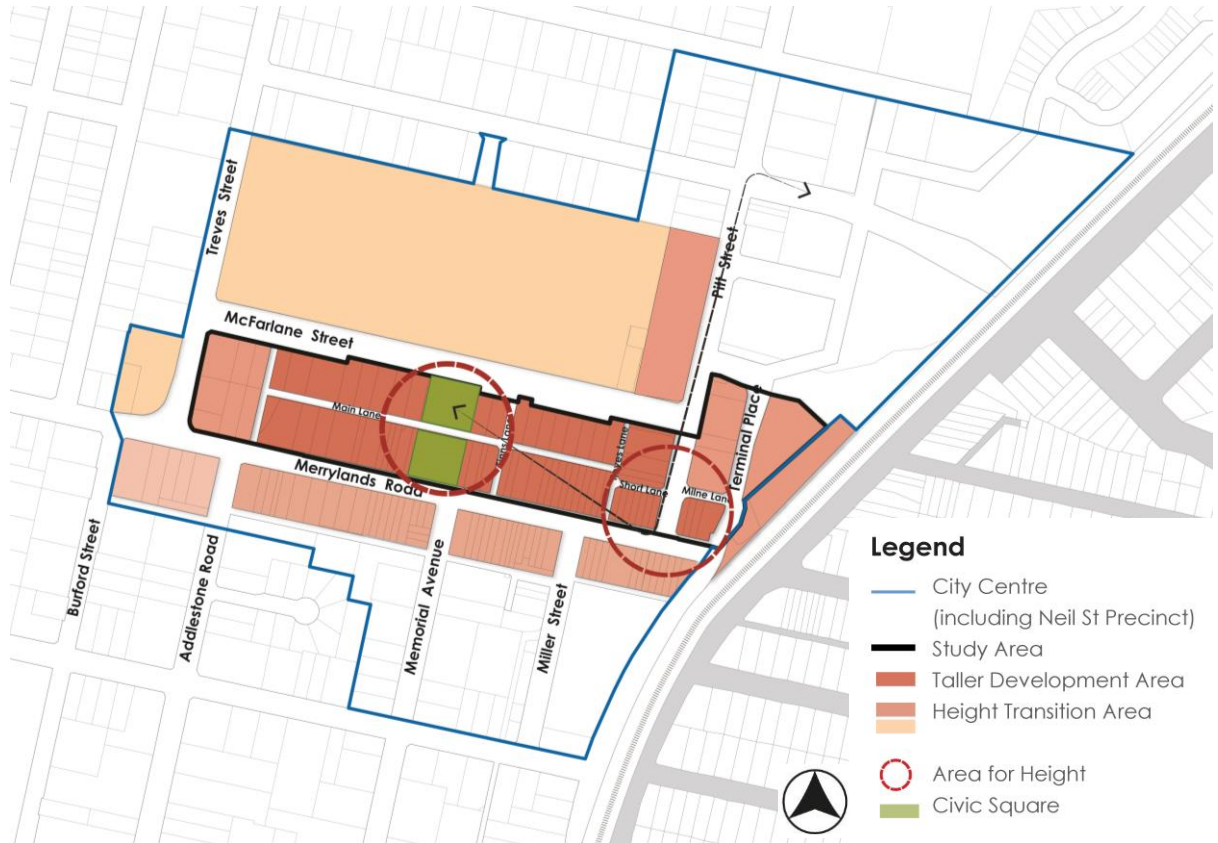 Treves Street
Pitt Street
McFarlane Street
Main Lane
Terminal Place
Short Lane
Milne Lane
Merrylands Road
Burford Street
Addlestone Road
Memorial Avenue
Miller Street
Legend
City Centre
(including Neil St Precinct)
Study Area
Taller Development Area
Height Transition Area
Area for Height
Civic Square